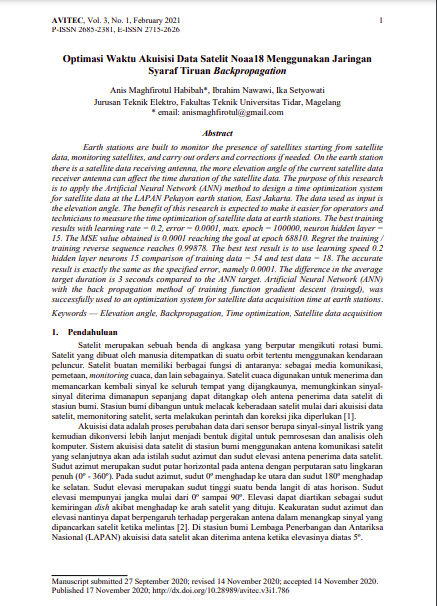 AVITEC, Vol. 3, No. 1, February 2021 1
P-ISSN 2685-2381, E-ISSN 2715-2626
Optimasi Waktu Akuisisi Data Satelit Noaa18 Menggunakan Jaringan
Syaraf Tiruan Backpropagation
Anis Maghfirotul Habibah*, Ibrahim Nawawi, Ika Setyowati
Jurusan Teknik Elektro, Fakultas Teknik Universitas Tidar, Magelang
* email: anismaghfirotul@gmail.com
Abstract
Earth stations are built to monitor the presence of satellites starting from satellite
data, monitoring satellites, and carry out orders and corrections if needed. On the earth station
there is a satellite data receiving antenna, the more elevation angle of the current satellite data
receiver antenna can affect the time duration of the satellite data. The purpose of this research
is to apply the Artificial Neural Network (ANN) method to design a time optimization system
for satellite data at the LAPAN Pekayon earth station, East Jakarta. The data used as input is
the elevation angle. The benefit of this research is expected to make it easier for operators and
technicians to measure the time optimization of satellite data at earth stations. The best training
results with learning rate = 0.2, error = 0.0001, max. epoch = 100000, neuron hidden layer =
15. The MSE value obtained is 0.0001 reaching the goal at epoch 68810. Regret the training /
training reverse sequence reaches 0.99878. The best test result is to use learning speed 0.2
hidden layer neurons 15 comparison of training data = 54 and test data = 18. The accurate
result is exactly the same as the specified error, namely 0.0001. The difference in the average
target duration is 3 seconds compared to the ANN target. Artificial Neural Network (ANN)
with the back propagation method of training function gradient descent (traingd), was
successfully used to an optimization system for satellite data acquisition time at earth stations.
Keywords — Elevation angle, Backpropagation, Time optimization, Satellite data acquisition
1. Pendahuluan
Satelit merupakan sebuah benda di angkasa yang berputar mengikuti rotasi bumi.
Satelit yang dibuat oleh manusia ditempatkan di suatu orbit tertentu menggunakan kendaraan
peluncur. Satelit buatan memiliki berbagai fungsi di antaranya: sebagai media komunikasi,
pemetaan, monitoring cuaca, dan lain sebagainya. Satelit cuaca digunakan untuk menerima dan
memancarkan kembali sinyal ke seluruh tempat yang dijangkaunya, memungkinkan sinyal-
sinyal diterima dimanapun sepanjang dapat ditangkap oleh antena penerima data satelit di
stasiun bumi. Stasiun bumi dibangun untuk melacak keberadaan satelit mulai dari akuisisi data
satelit, memonitoring satelit, serta melakukan perintah dan koreksi jika diperlukan [1].
Akuisisi data adalah proses perubahan data dari sensor berupa sinyal-sinyal listrik yang
kemudian dikonversi lebih lanjut menjadi bentuk digital untuk pemrosesan dan analisis oleh
komputer. Sistem akuisisi data satelit di stasiun bumi menggunakan antena komunikasi satelit
yang selanjutnya akan ada istilah sudut azimut dan sudut elevasi antena penerima data satelit.
Sudut azimut merupakan sudut putar horizontal pada antena dengan perputaran satu lingkaran
penuh (0º - 360º). Pada sudut azimut, sudut 0º menghadap ke utara dan sudut 180º menghadap
ke selatan. Sudut elevasi merupakan sudut tinggi suatu benda langit di atas horison. Sudut
elevasi mempunyai jangka mulai dari 0º sampai 90º. Elevasi dapat diartikan sebagai sudut
kemiringan dish akibat menghadap ke arah satelit yang dituju. Keakuratan sudut azimut dan
elevasi nantinya dapat berpengaruh terhadap pergerakan antena dalam menangkap sinyal yang
dipancarkan satelit ketika melintas [2]. Di stasiun bumi Lembaga Penerbangan dan Antariksa
Nasional (LAPAN) akuisisi data satelit akan diterima antena ketika elevasinya diatas 5º.
Manuscript submitted 27 September 2020; revised 14 November 2020; accepted 14 November 2020.
Published 17 November 2020; http://dx.doi.org/10.28989/avitec.v3i1.786